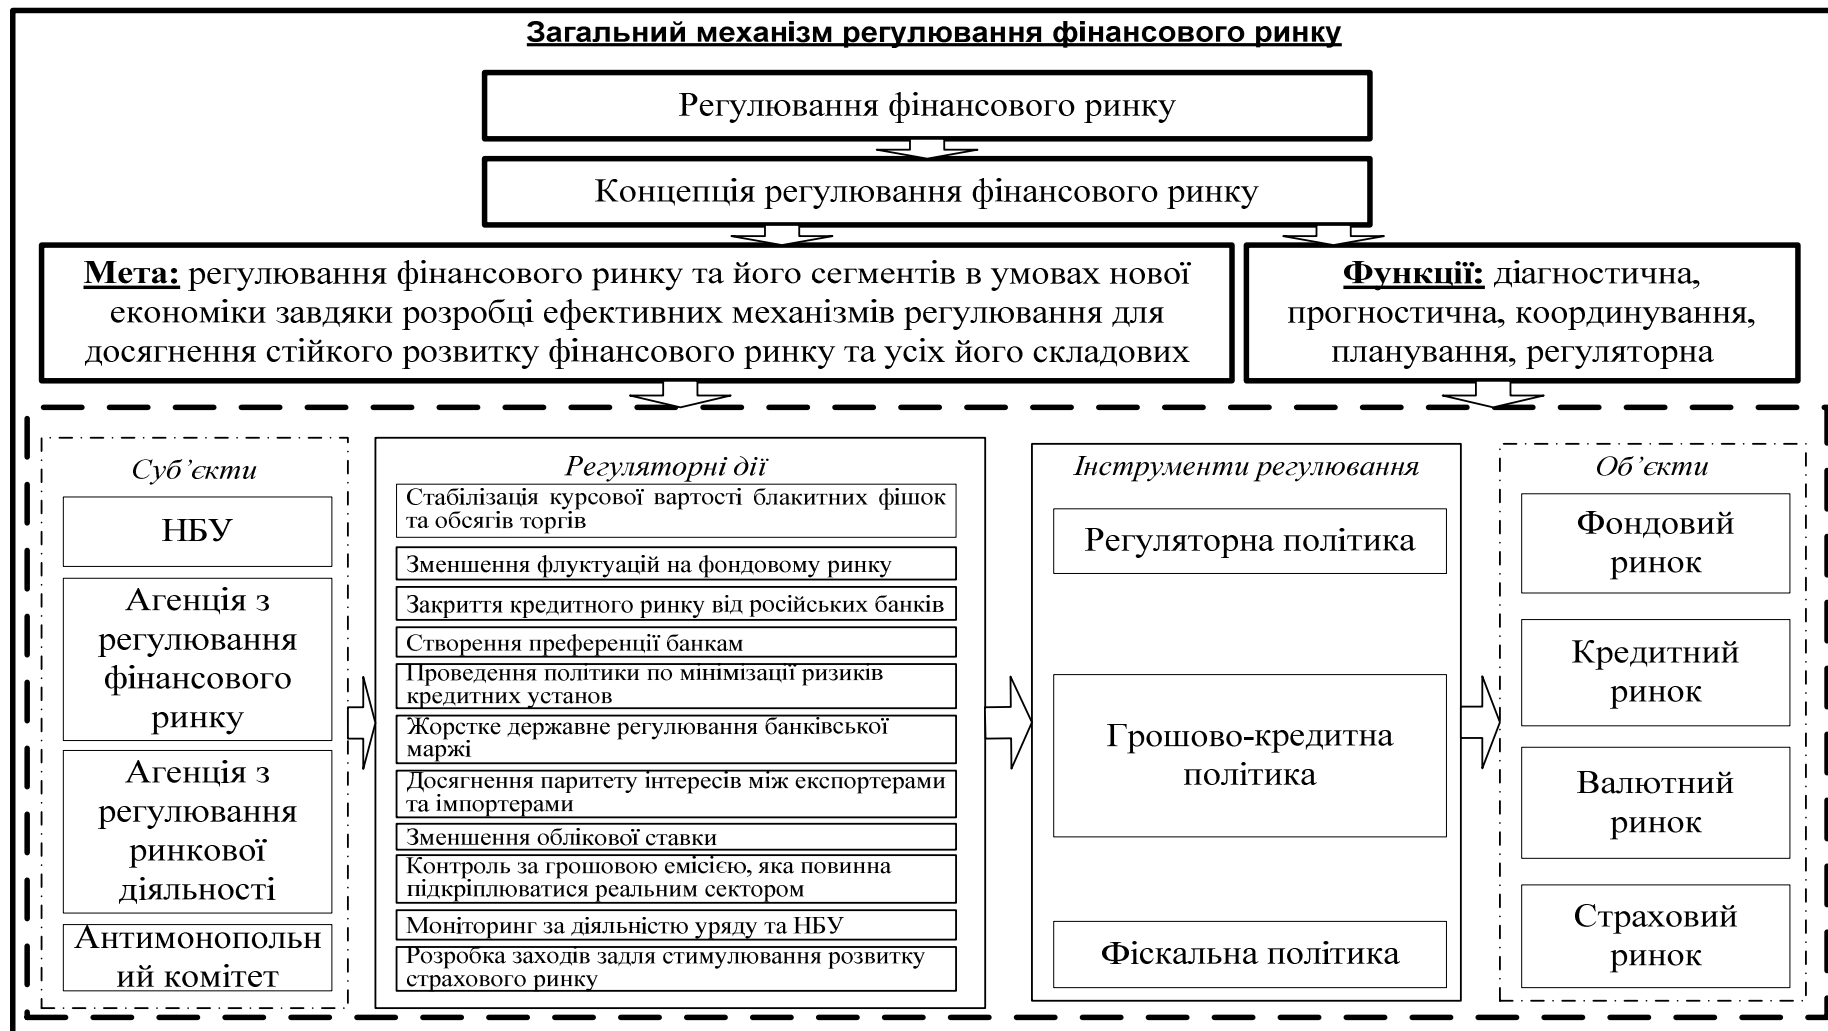 Загальний механізм регулювання фінансового ринку
Регулювання фінансового ринку
Концепція регулювання фінансового ринку
Мета: регулювання фінансового ринку та його сегментів в умовах нової
економіки завдяки розробці ефективних механізмів регулювання для
досягнення стійкого розвитку фінансового ринку та усіх його складових
Функції: діагностична,
прогностична, координування,
планування, регуляторна
Суб’єкти
НБУ
Агенція з
регулювання
фінансового
ринку
Агенція з
регулювання
ринкової
діяльності
Антимонопольн
ий комітет
Регуляторні дії
Стабілізація курсової вартості блакитних фішок
та обсягів торгів
Зменшення флуктуацій на фондовому ринку
Закриття кредитного ринку від російських банків
Створення преференції банкам
Проведення політики по мінімізації ризиків
кредитних установ
Жорстке державне регулювання банківської
маржі
Досягнення паритету інтересів між експортерами
та імпортерами
Зменшення облікової ставки
Контроль за грошовою емісією, яка повинна
підкріплюватися реальним сектором
Моніторинг за діяльністю уряду та НБУ
Розробка заходів задля стимулювання розвитку
страхового ринку
Інструменти регулювання
Регуляторна політика
Грошово-кредитна
політика
Фіскальна політика
Об’єкти
Фондовий
ринок
Кредитний
ринок
Валютний
ринок
Страховий
ринок